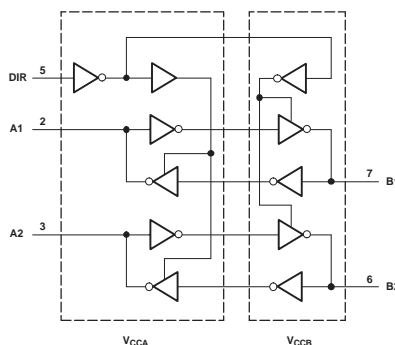 DIR 5
A1 2
7 B1
A2 3
6 B2
VCCA VCCB